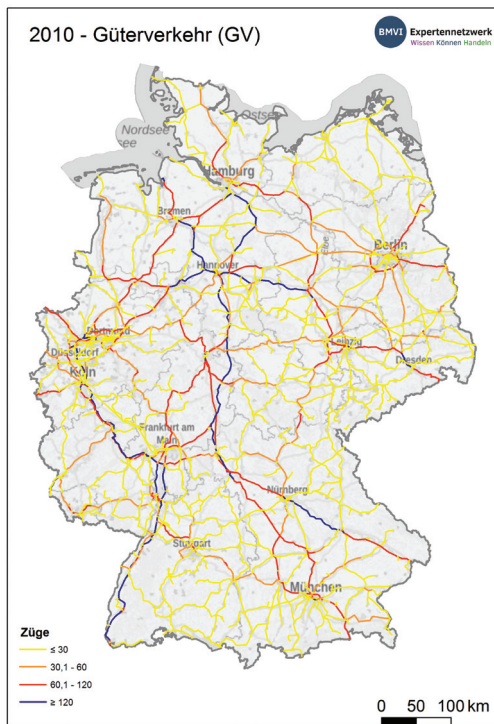 2010 - Güterverkehr (GV)
BMVI Expertennetzwerk
Wissen Können Handeln
Ostsee
Nordsee
see
Hamburg
Bremen
Elbe
Berlin
Hannover
Dortmund
Düsseldorf
Leipzig
Dresden
Köln
Frankfurt am
Main
Nürnberg
Stuttgart
München
Züge
≤ 30
30,1 - 60
60,1 - 120
≥ 120
0 50 100 km